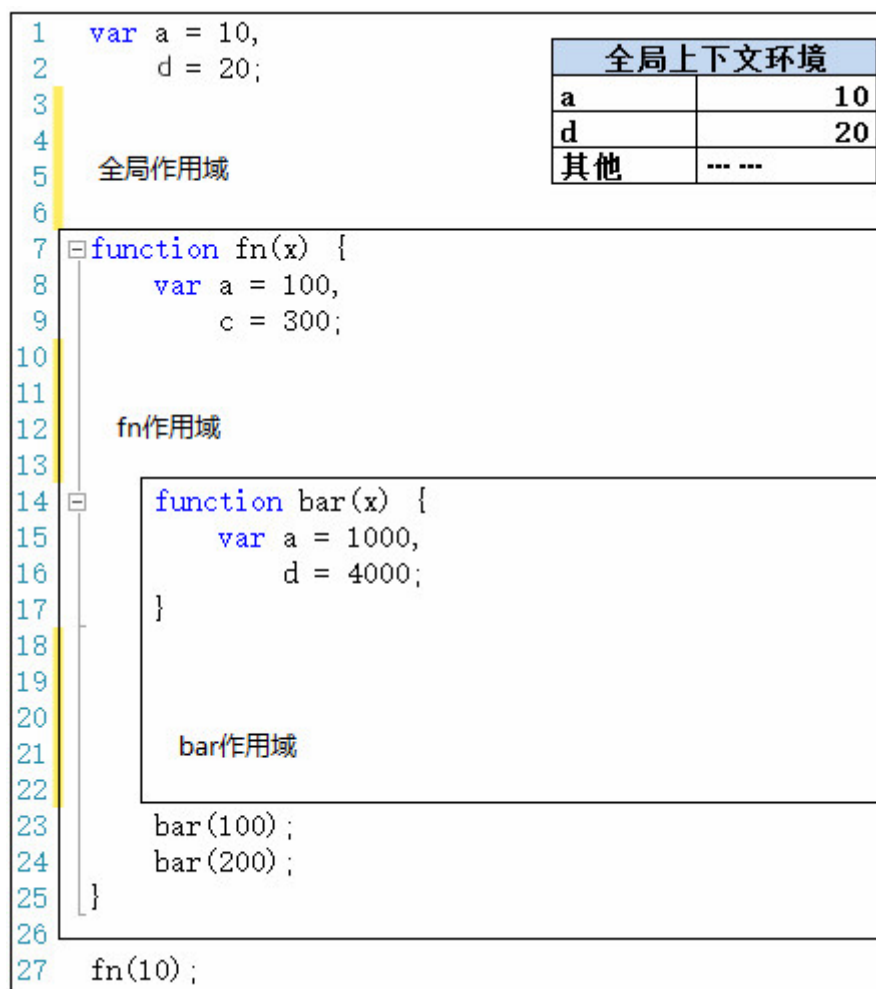 1 var a = 10,
2 d = 20;
3
4
5 全局作用域
6
7 function fn(x) {
8 var a = 100,
9 c = 300;
10
11
12 fn作用域
13
14 function bar(x) {
15 var a = 1000,
16 d = 4000;
17 }
18
19
20
21 bar作用域
22
23 bar(100);
24 bar(200);
25 }
26
27 fn(10);
全局上下文环境
a 10
d 20
其他 --- ---